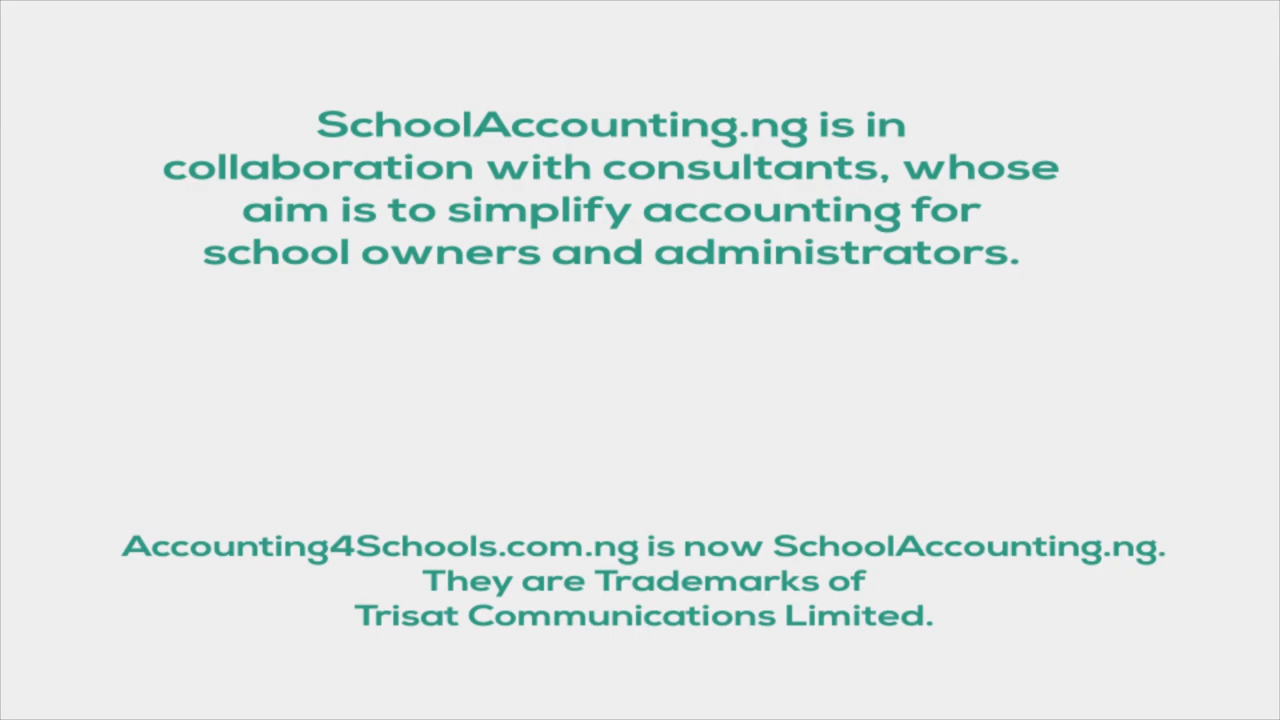 SchoolAccounting.ng is in
collaboration with consultants, whose
aim is to simplify accounting for
school owners and administrators.
Accounting4Schools.com.ng is now SchoolAccounting.ng.
They are Trademarks of
Trisat Communications Limited.